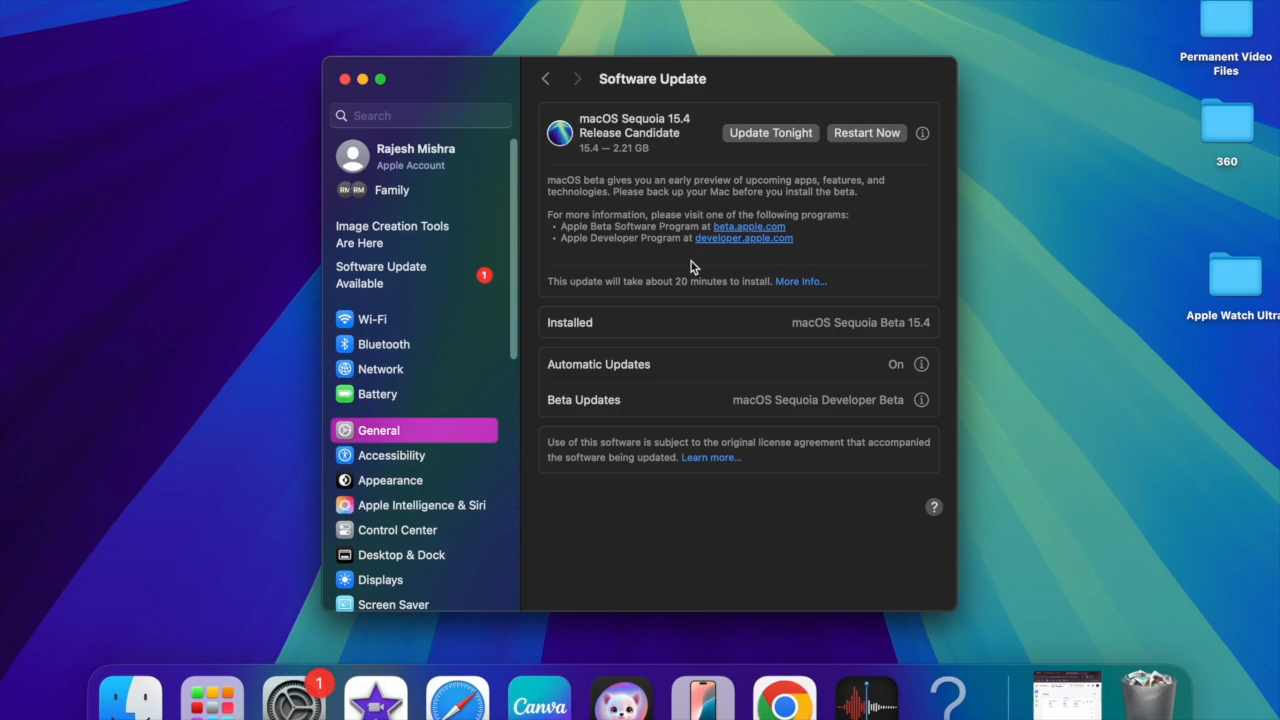 Permanent Video
Files
360
Apple Watch Ultra
Search
Rajesh Mishra
Apple Account
RM RM Family
Image Creation Tools
Are Here
Software Update
Available
1
Wi-Fi
Bluetooth
Network
Battery
General
Accessibility
Appearance
Apple Intelligence & Siri
Control Center
Desktop & Dock
Displays
Screen Saver
Software Update
macOS Sequoia 15.4
Release Candidate
15.4 — 2.21 GB
Update Tonight
Restart Now
macOS beta gives you an early preview of upcoming apps, features, and
technologies. Please back up your Mac before you install the beta.
For more information, please visit one of the following programs:
• Apple Beta Software Program at beta.apple.com
• Apple Developer Program at developer.apple.com
This update will take about 20 minutes to install. More Info...
Installed macOS Sequoia Beta 15.4
Automatic Updates On
Beta Updates macOS Sequoia Developer Beta
Use of this software is subject to the original license agreement that accompanied
the software being updated. Learn more...
?
1
Canva
?